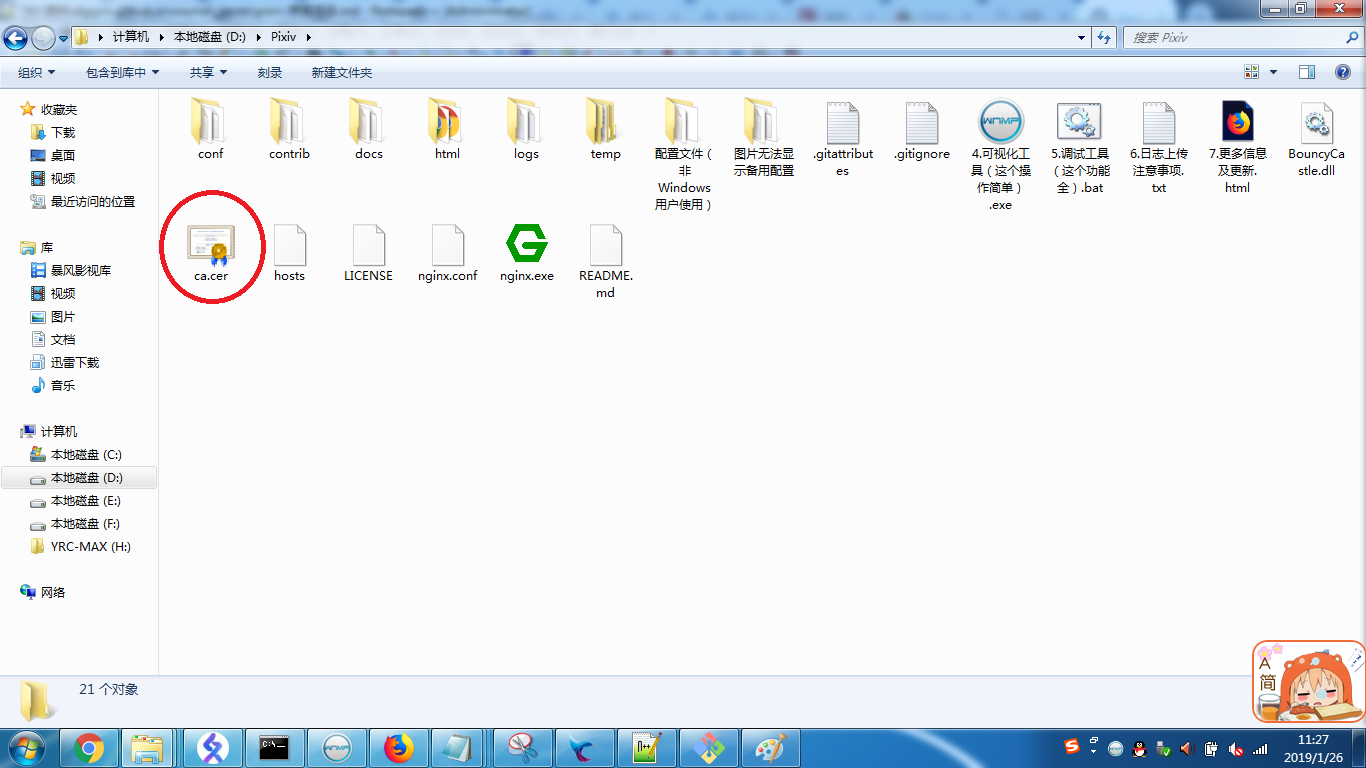 计算机 本地磁盘 (D:) Pixiv
搜索 Pixiv
组织 包含到库中 共享 刻录 新建文件夹
收藏夹
下载
桌面
视频
最近访问的位置
库
暴风影视库
视频
图片
文档
迅雷下载
音乐
计算机
本地磁盘 (C:)
本地磁盘 (D:)
本地磁盘 (E:)
本地磁盘 (F:)
YRC-MAX (H:)
网络
conf
contrib
docs
html
logs
temp
配置文件（
非
Windows
用户使用）
图片无法显
示备用配置
.gitattribut
es
.gitignore
WNMP
4.可视化工
具（这个操
作简单）
.exe
5.调试工具
（这个功能
全）.bat
6.日志上传
注意事项.
txt
7.更多信息
及更新.
html
BouncyCa
stle.dll
ca.cer
hosts
LICENSE
nginx.conf
nginx.exe
README.
md
21 个对象
A
简
C:\
WNMP
11:27
2019/1/26